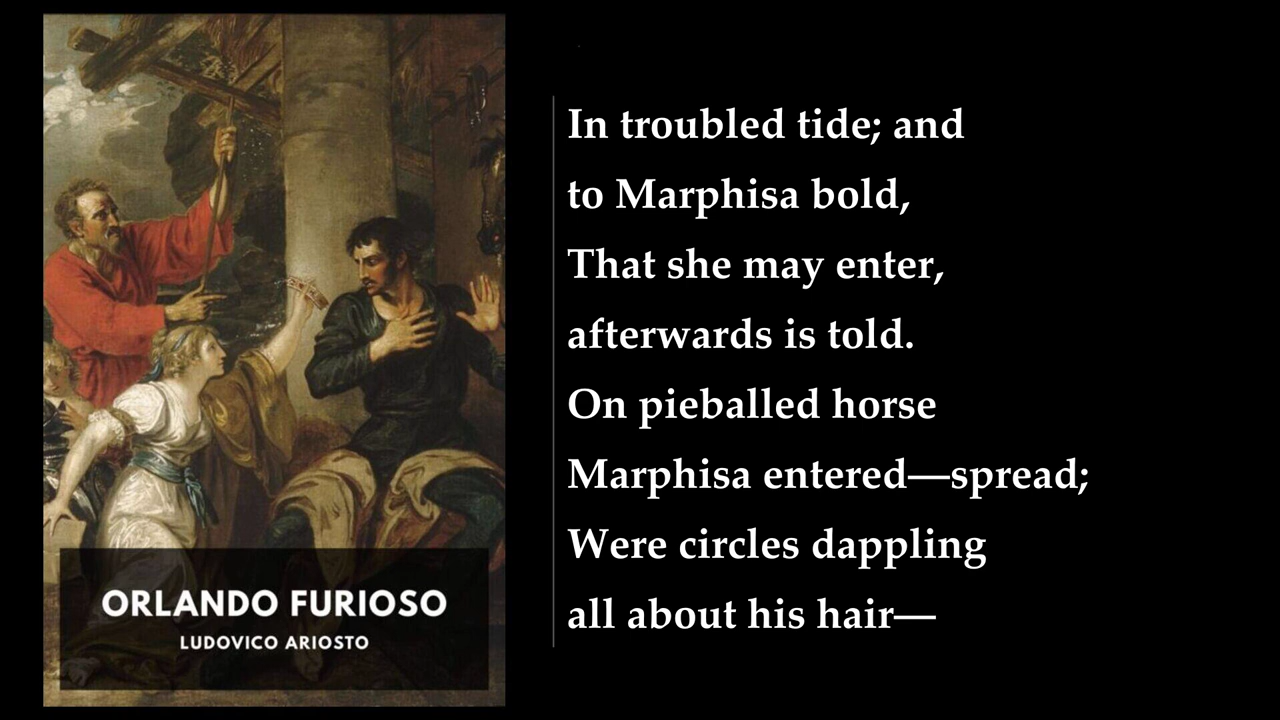 ORLANDO FURIOSO
LUDOVICO ARIOSTO
In troubled tide; and
to Marphisa bold,
That she may enter,
afterwards is told.
On pieballed horse
Marphisa entered—spread;
Were circles dappling
all about his hair—